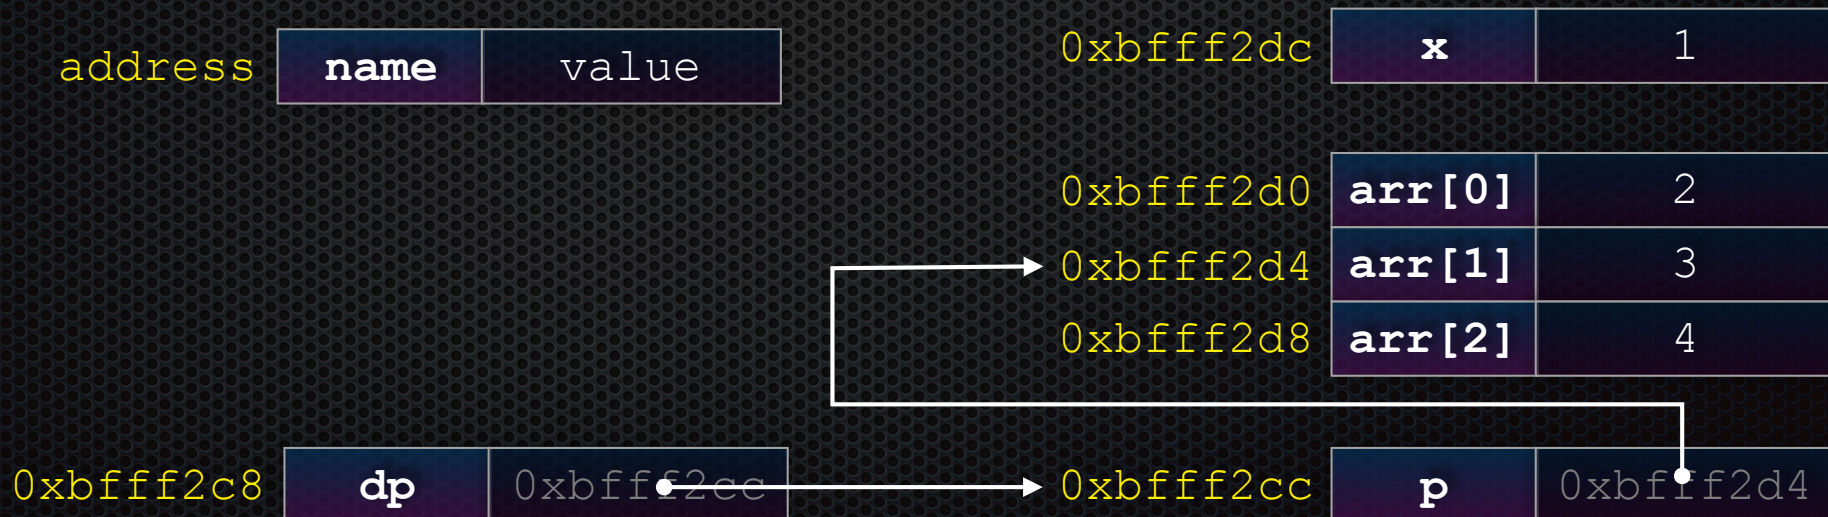 address name value
0xbfff2dc x 1
0xbfff2d0 arr[0] 2
0xbfff2d4 arr[1] 3
0xbfff2d8 arr[2] 4
0xbfff2c8 dp 0xbfff2cc
0xbfff2cc p 0xbfff2d4